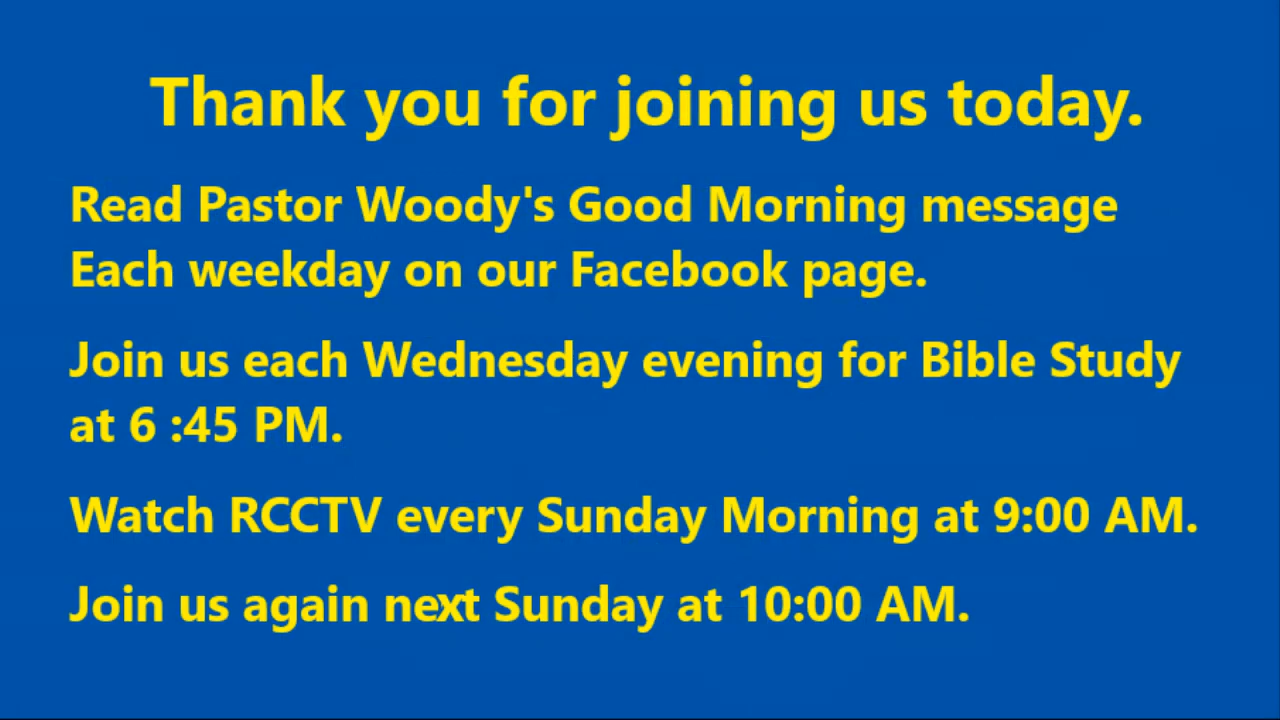 Thank you for joining us today.
Read Pastor Woody's Good Morning message
Each weekday on our Facebook page.
Join us each Wednesday evening for Bible Study
at 6 :45 PM.
Watch RCCTV every Sunday Morning at 9:00 AM.
Join us again next Sunday at 10:00 AM.